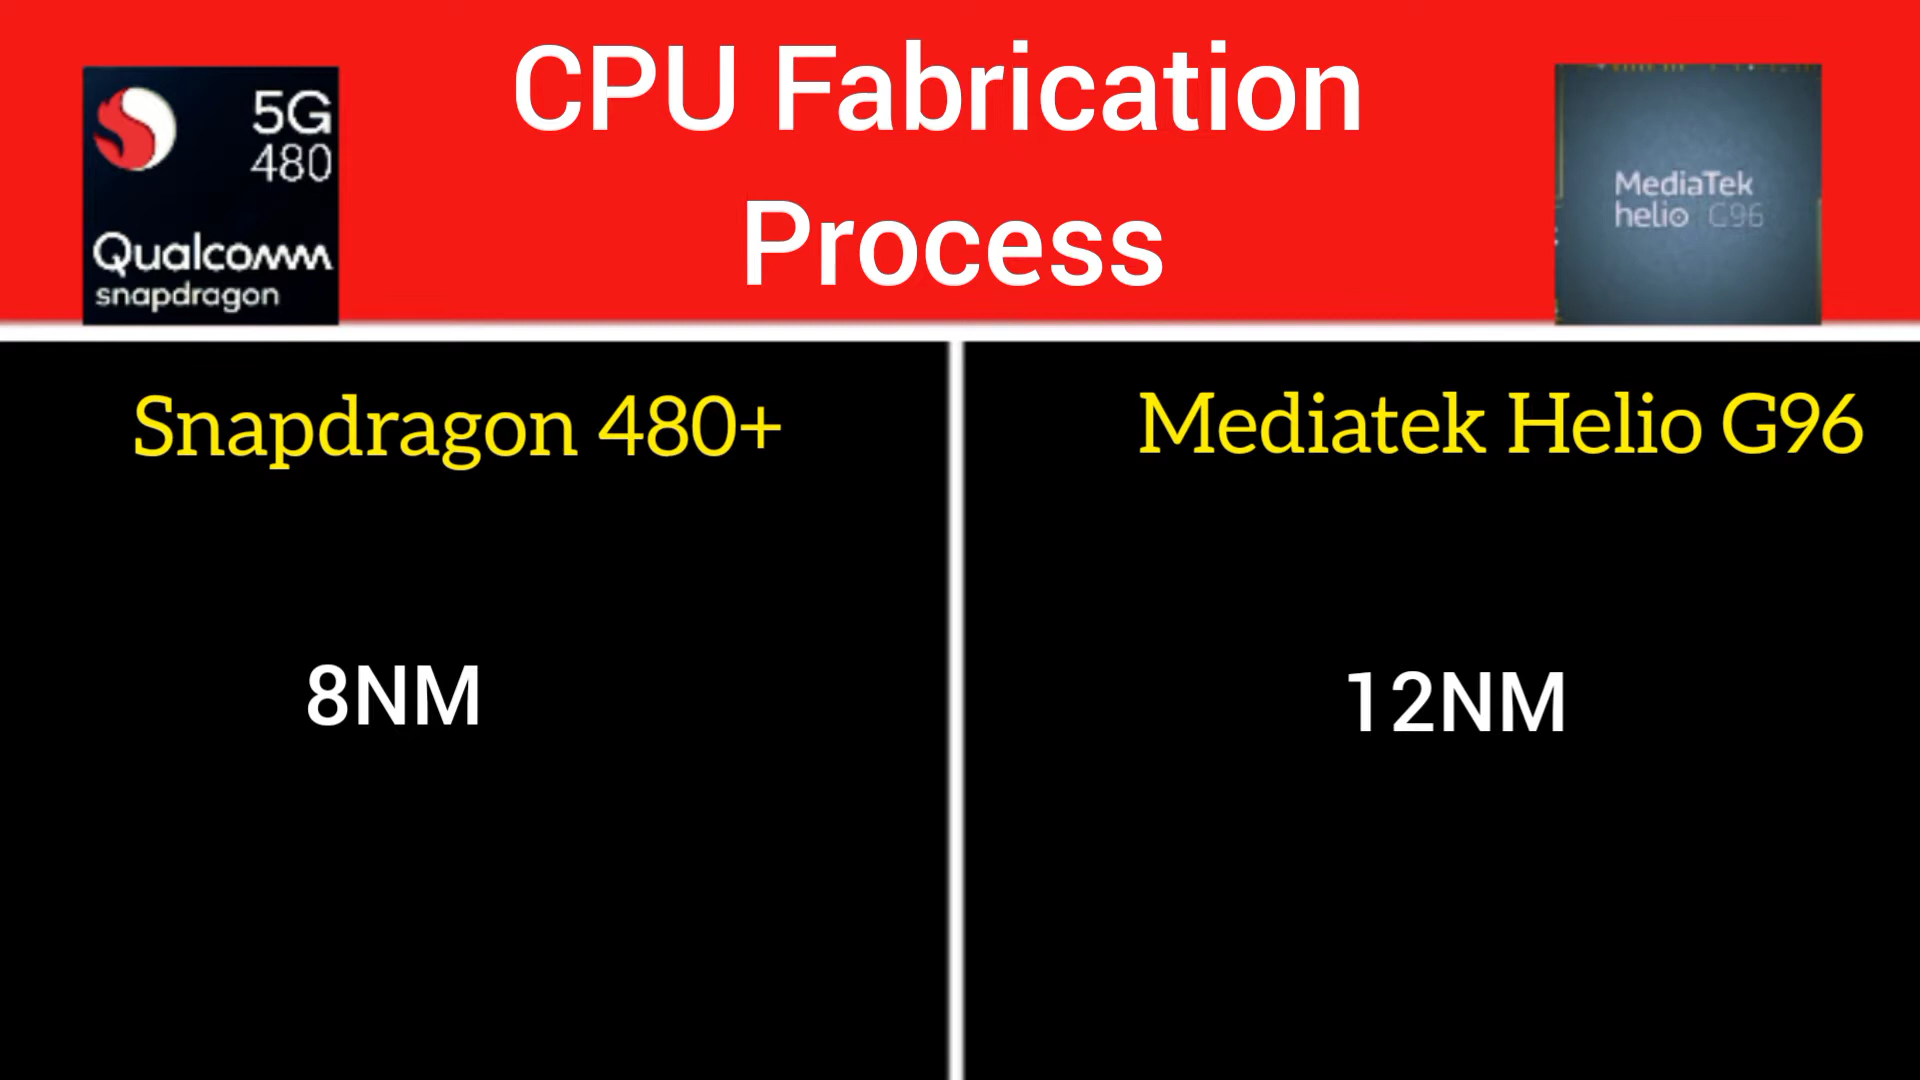 CPU Fabrication
Process
5G
480
Qualcomm
snapdragon
MediaTek
helio G96
Snapdragon 480+
Mediatek Helio G96
8NM
12NM